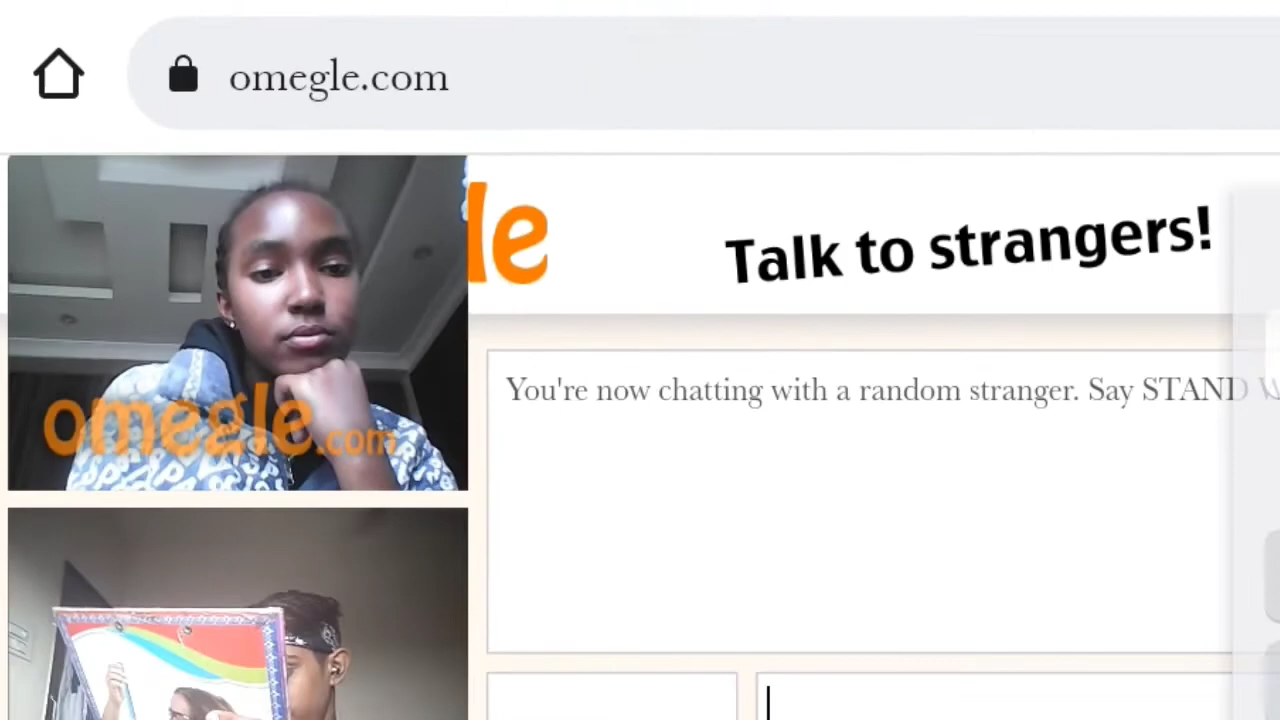 omegle.com
le
Talk to strangers!
omegle.com
You're now chatting with a random stranger. Say STAND